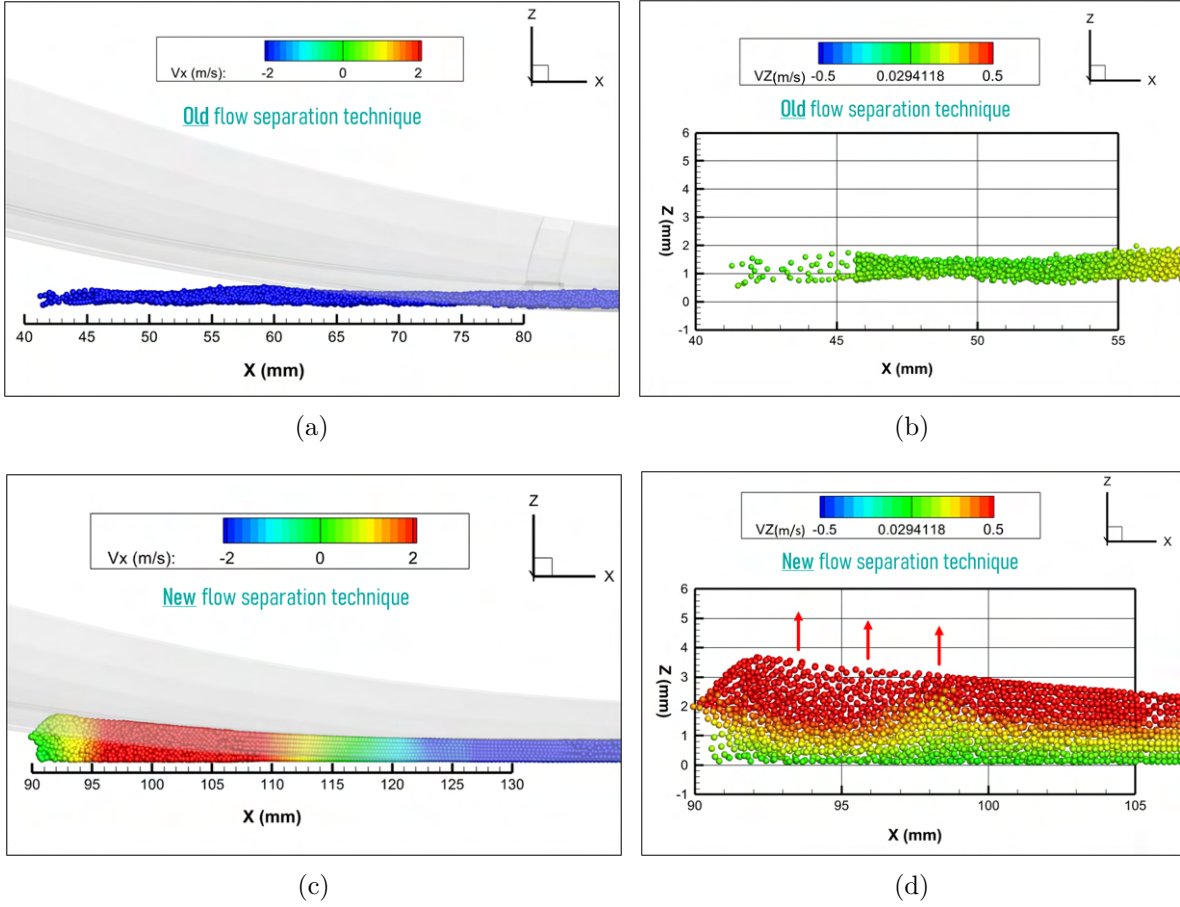 Z
Vx (m/s): -2 0 2
X
Old flow separation technique
40 45 50 55 60 65 70 75 80
X (mm)
(a)
Z
VZ(m/s) -0.5 0.0294118 0.5
X
Old flow separation technique
6
5
4
3
2
1
0
-1
Z (mm)
40 45 50 55
X (mm)
(b)
Z
Vx (m/s): -2 0 2
X
New flow separation technique
90 95 100 105 110 115 120 125 130
X (mm)
(c)
Z
VZ(m/s) -0.5 0.0294118 0.5
X
New flow separation technique
6
5
4
3
2
1
0
-1
Z (mm)
90 95 100 105
X (mm)
(d)